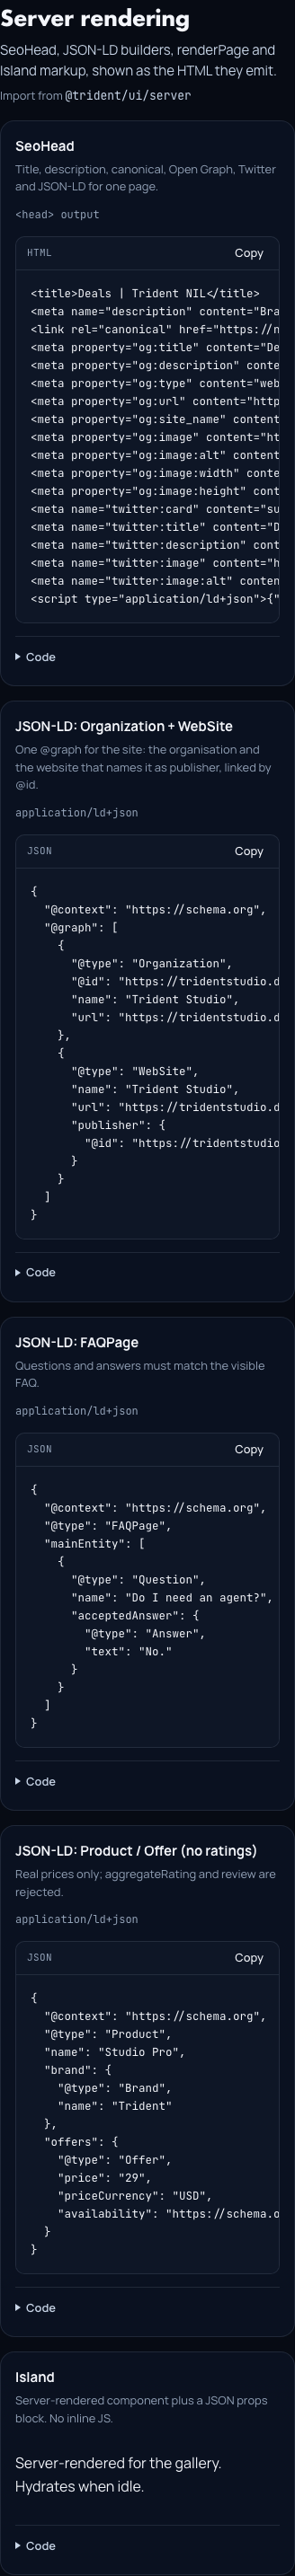 Server rendering
SeoHead, JSON-LD builders, renderPage and
Island markup, shown as the HTML they emit.
Import from @trident/ui/server
SeoHead
Title, description, canonical, Open Graph, Twitter
and JSON-LD for one page.
<head> output
HTML Copy
<title>Deals | Trident NIL</title>
<meta name="description" content="Bra
<link rel="canonical" href="https://n
<meta property="og:title" content="De
<meta property="og:description" conte
<meta property="og:type" content="web
<meta property="og:url" content="http
<meta property="og:site_name" content
<meta property="og:image" content="ht
<meta property="og:image:alt" content
<meta property="og:image:width" conte
<meta property="og:image:height" cont
<meta name="twitter:card" content="su
<meta name="twitter:title" content="D
<meta name="twitter:description" cont
<meta name="twitter:image" content="h
<meta name="twitter:image:alt" conten
<script type="application/ld+json">{"
Code
JSON-LD: Organization + WebSite
One @graph for the site: the organisation and
the website that names it as publisher, linked by
@id.
application/ld+json
JSON Copy
{
"@context": "https://schema.org",
"@graph": [
{
"@type": "Organization",
"@id": "https://tridentstudio.d
"name": "Trident Studio",
"url": "https://tridentstudio.d
},
{
"@type": "WebSite",
"name": "Trident Studio",
"url": "https://tridentstudio.d
"publisher": {
"@id": "https://tridentstudio
}
}
]
}
Code
JSON-LD: FAQPage
Questions and answers must match the visible
FAQ.
application/ld+json
JSON Copy
{
"@context": "https://schema.org",
"@type": "FAQPage",
"mainEntity": [
{
"@type": "Question",
"name": "Do I need an agent?",
"acceptedAnswer": {
"@type": "Answer",
"text": "No."
}
}
]
}
Code
JSON-LD: Product / Offer (no ratings)
Real prices only; aggregateRating and review are
rejected.
application/ld+json
JSON Copy
{
"@context": "https://schema.org",
"@type": "Product",
"name": "Studio Pro",
"brand": {
"@type": "Brand",
"name": "Trident"
},
"offers": {
"@type": "Offer",
"price": "29",
"priceCurrency": "USD",
"availability": "https://schema.o
}
}
Code
Island
Server-rendered component plus a JSON props
block. No inline JS.
Server-rendered for the gallery.
Hydrates when idle.
Code